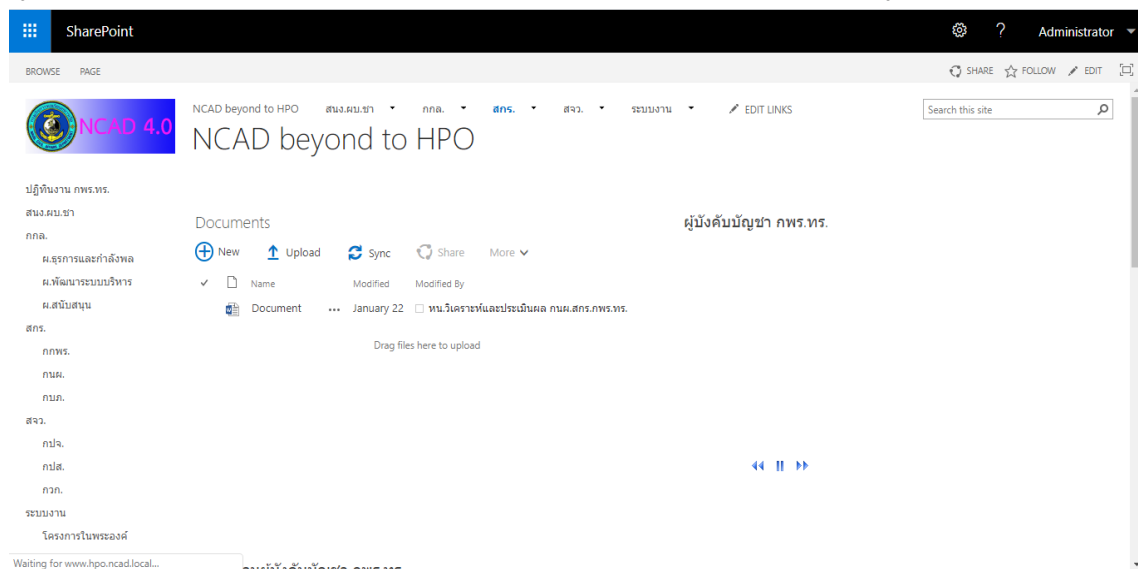 SharePoint
? Administrator
BROWSE PAGE
SHARE FOLLOW EDIT
NCAD 4.0
NCAD beyond to HPO สนง.ผบ.ชา กกล. สกร. สจว. ระบบงาน EDIT LINKS
Search this site
NCAD beyond to HPO
ปฏิทินงาน กพร.ทร.
สนง.ผบ.ชา
กกล.
ผ.ธุรการและกำลังพล
ผ.พัฒนาระบบบริหาร
ผ.สนับสนุน
สกร.
กกพร.
กนผ.
กบภ.
สจว.
กปจ.
กปส.
กวก.
ระบบงาน
โครงการในพระองค์
Documents
New Upload Sync Share More
Name Modified Modified By
Document ... January 22 หน.วิเคราะห์และประเมินผล กนผ.สกร.กพร.ทร.
Drag files here to upload
ผู้บังคับบัญชา กพร.ทร.
Waiting for www.hpo.ncad.local...